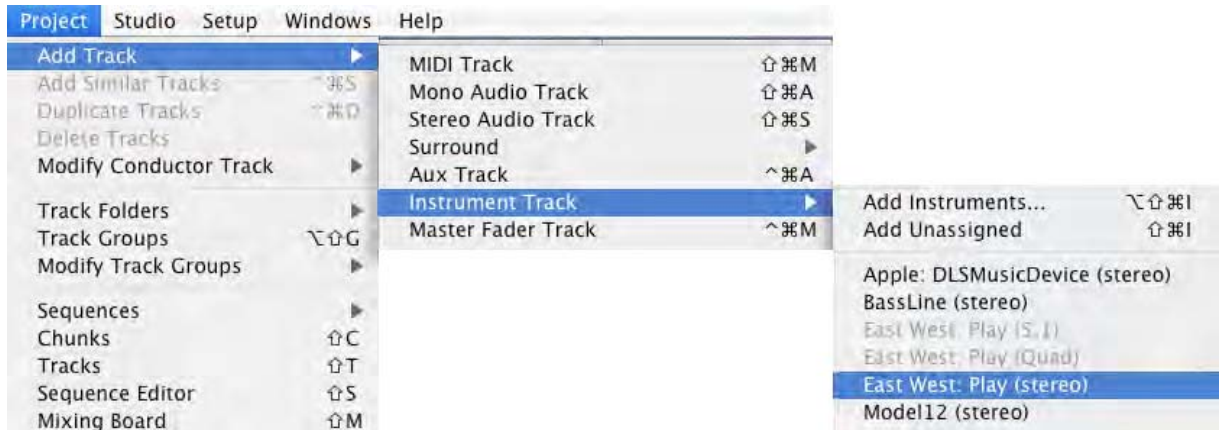 Project Studio Setup Windows Help
Add Track
Add Similar Tracks ⌃⌘S
Duplicate Tracks ⌃⌘D
Delete Tracks
Modify Conductor Track
Track Folders
Track Groups ⌥⇧G
Modify Track Groups
Sequences
Chunks ⇧C
Tracks ⇧T
Sequence Editor ⇧S
Mixing Board ⇧M
MIDI Track ⇧⌘M
Mono Audio Track ⇧⌘A
Stereo Audio Track ⇧⌘S
Surround
Aux Track ^⌘A
Instrument Track
Master Fader Track ^⌘M
Add Instruments... ⌥⇧⌘I
Add Unassigned ⇧⌘I
Apple: DLSMusicDevice (stereo)
BassLine (stereo)
East West: Play (5.1)
East West: Play (Quad)
East West: Play (stereo)
Model12 (stereo)